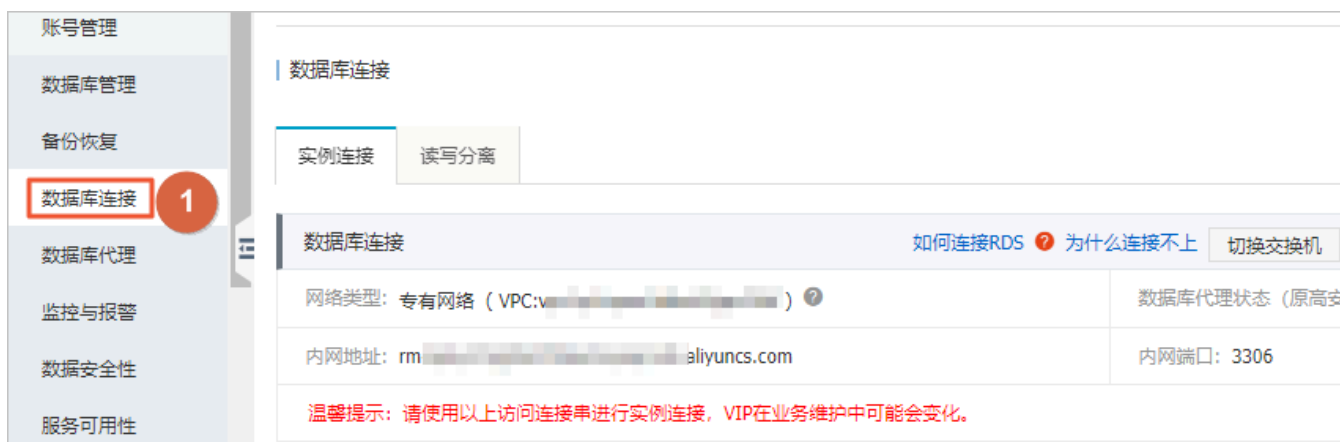 账号管理
数据库管理
备份恢复
数据库连接
1
数据库代理
监控与报警
数据安全性
服务可用性
数据库连接
实例连接 读写分离
数据库连接 如何连接RDS ? 为什么连接不上 切换交换机
网络类型: 专有网络 ( VPC:v ) ? 数据库代理状态（原高安
内网地址: rm aliyuncs.com 内网端口: 3306
温馨提示：请使用以上访问连接串进行实例连接，VIP在业务维护中可能会变化。